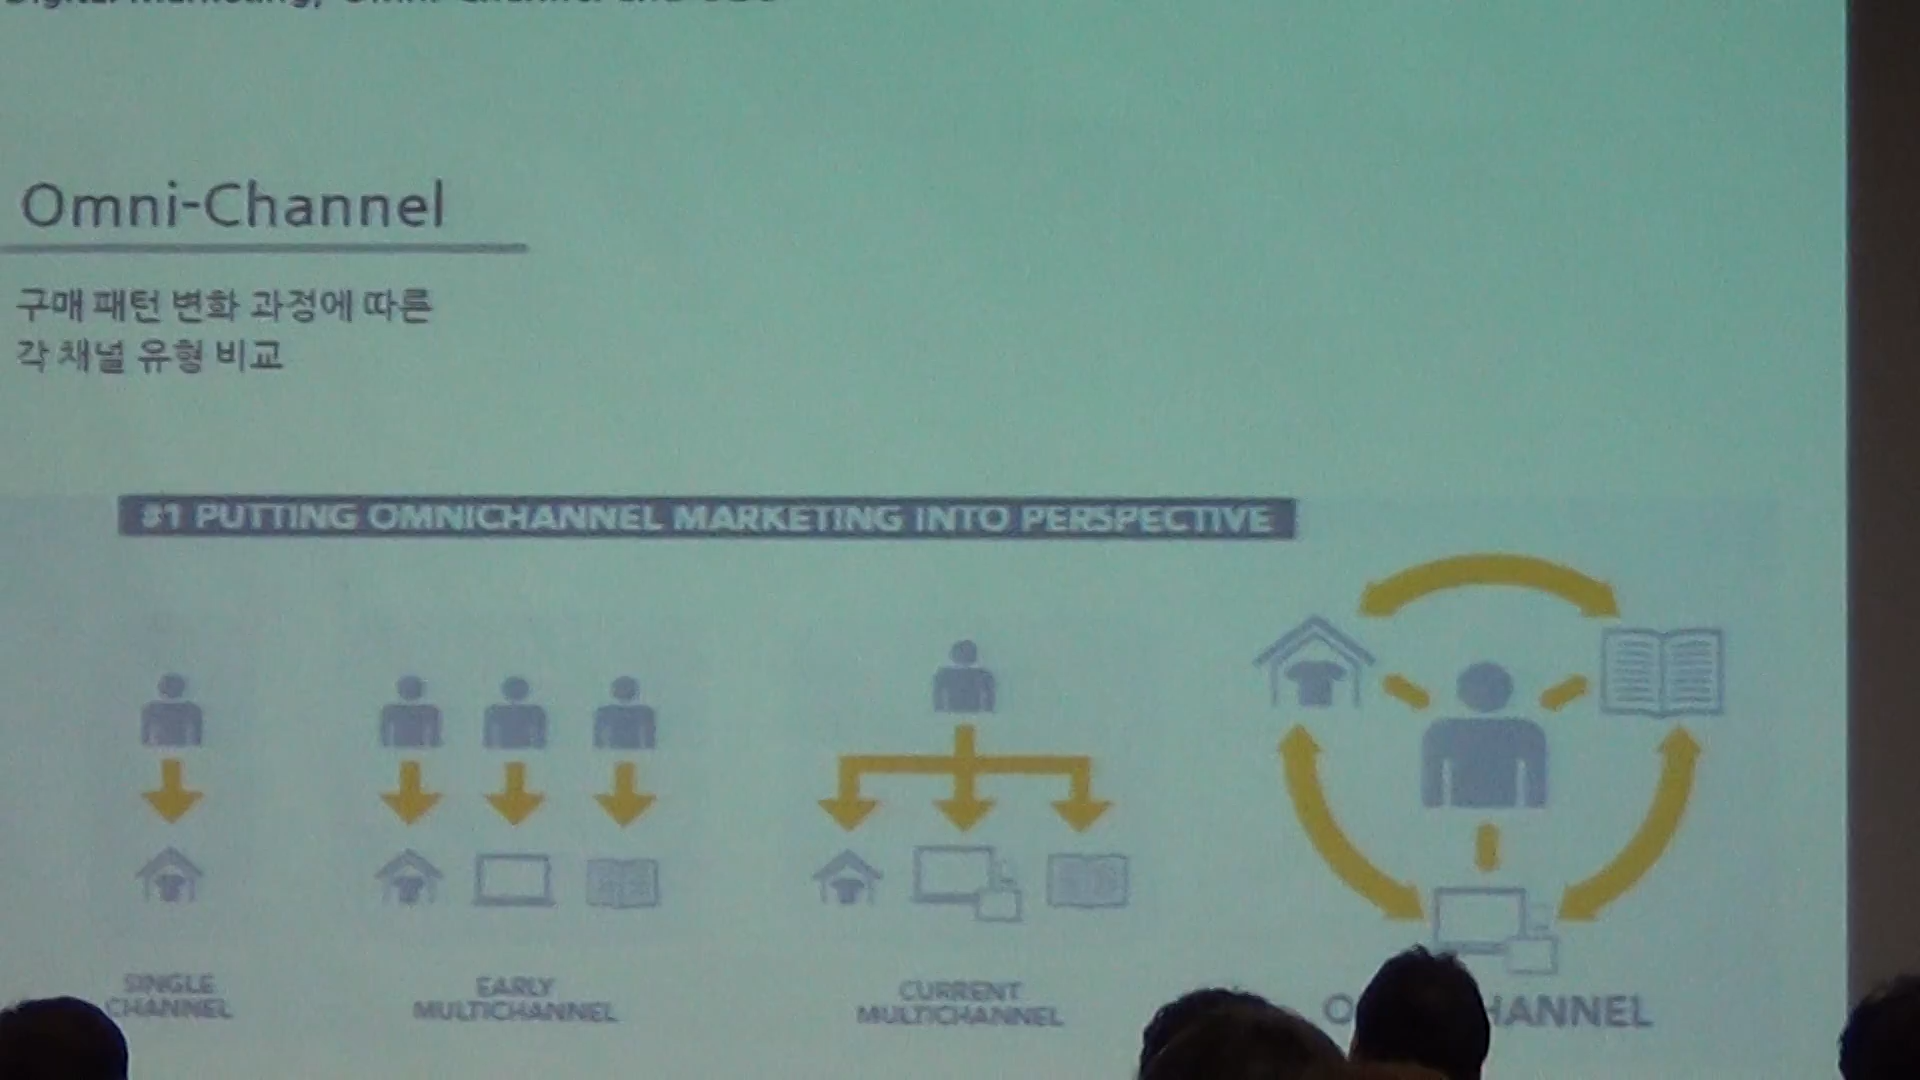 Omni-Channel
구매 패턴 변화 과정에 따른
각 채널 유형 비교
#1 PUTTING OMNICHANNEL MARKETING INTO PERSPECTIVE
SINGLE
CHANNEL
EARLY
MULTICHANNEL
CURRENT
MULTICHANNEL